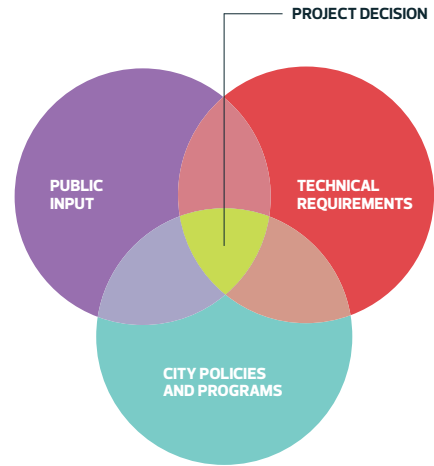 PROJECT DECISION
PUBLIC
INPUT
TECHNICAL
REQUIREMENTS
CITY POLICIES
AND PROGRAMS